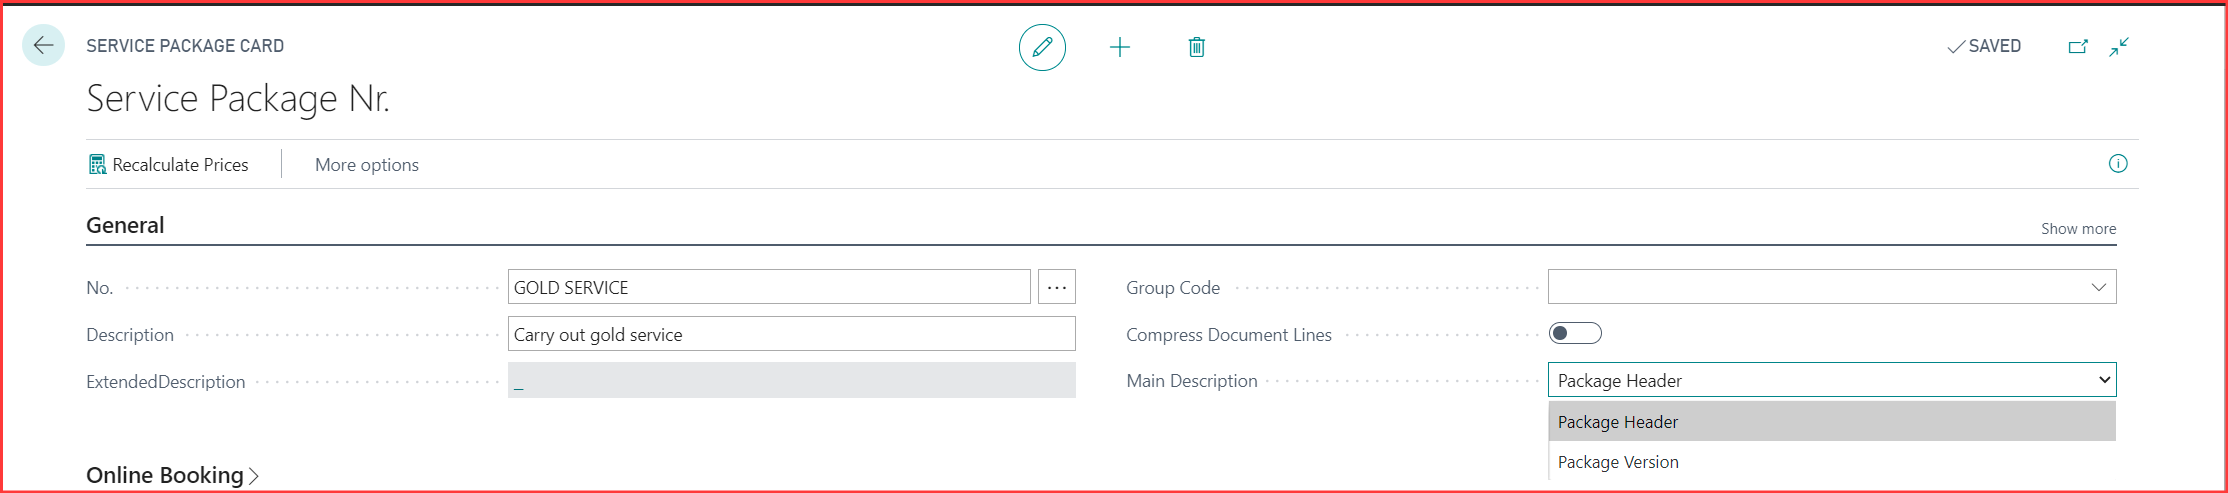 SERVICE PACKAGE CARD
SAVED
Service Package Nr.
Recalculate Prices
More options
General
Show more
No.
GOLD SERVICE
...
Group Code
Description
Carry out gold service
Compress Document Lines
ExtendedDescription
_
Main Description
Package Header
Package Header
Package Version
Online Booking